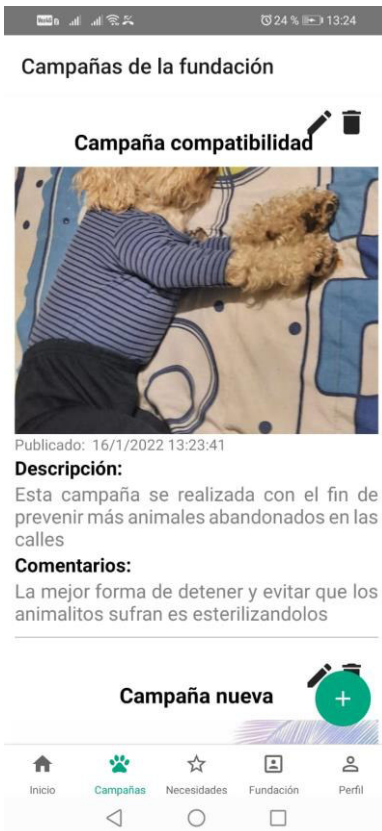 24 % 13:24
Campañas de la fundación
Campaña compatibilidad
Publicado: 16/1/2022 13:23:41
Descripción:
Esta campaña se realizada con el fin de
prevenir más animales abandonados en las
calles
Comentarios:
La mejor forma de detener y evitar que los
animalitos sufran es esterilizandolos
Campaña nueva
+
Inicio Campañas Necesidades Fundación Perfil